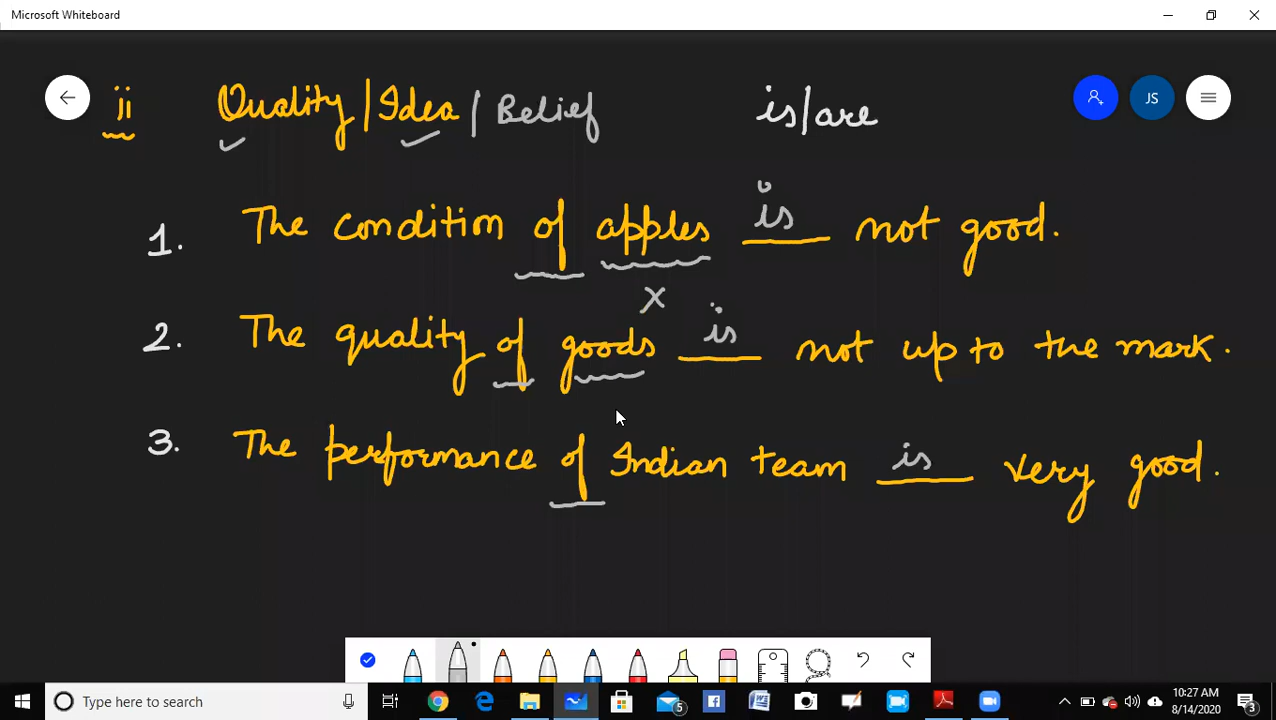 Microsoft Whiteboard
ii Quality/Idea/Belief is/are
JS
1. The condition of apples is not good.
x
2. The quality of goods is not up to the mark.
3. The performance of Indian team is very good.
Type here to search
5
10:27 AM
8/14/2020
3